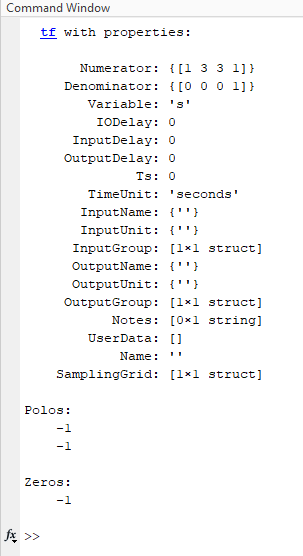 Command Window
tf with properties:
Numerator: {[1 3 3 1]}
Denominator: {[0 0 0 1]}
Variable: 's'
IODelay: 0
InputDelay: 0
OutputDelay: 0
Ts: 0
TimeUnit: 'seconds'
InputName: {''}
InputUnit: {''}
InputGroup: [1×1 struct]
OutputName: {''}
OutputUnit: {''}
OutputGroup: [1×1 struct]
Notes: [0×1 string]
UserData: []
Name: ''
SamplingGrid: [1×1 struct]
Polos:
-1
-1
Zeros:
-1
fx >>